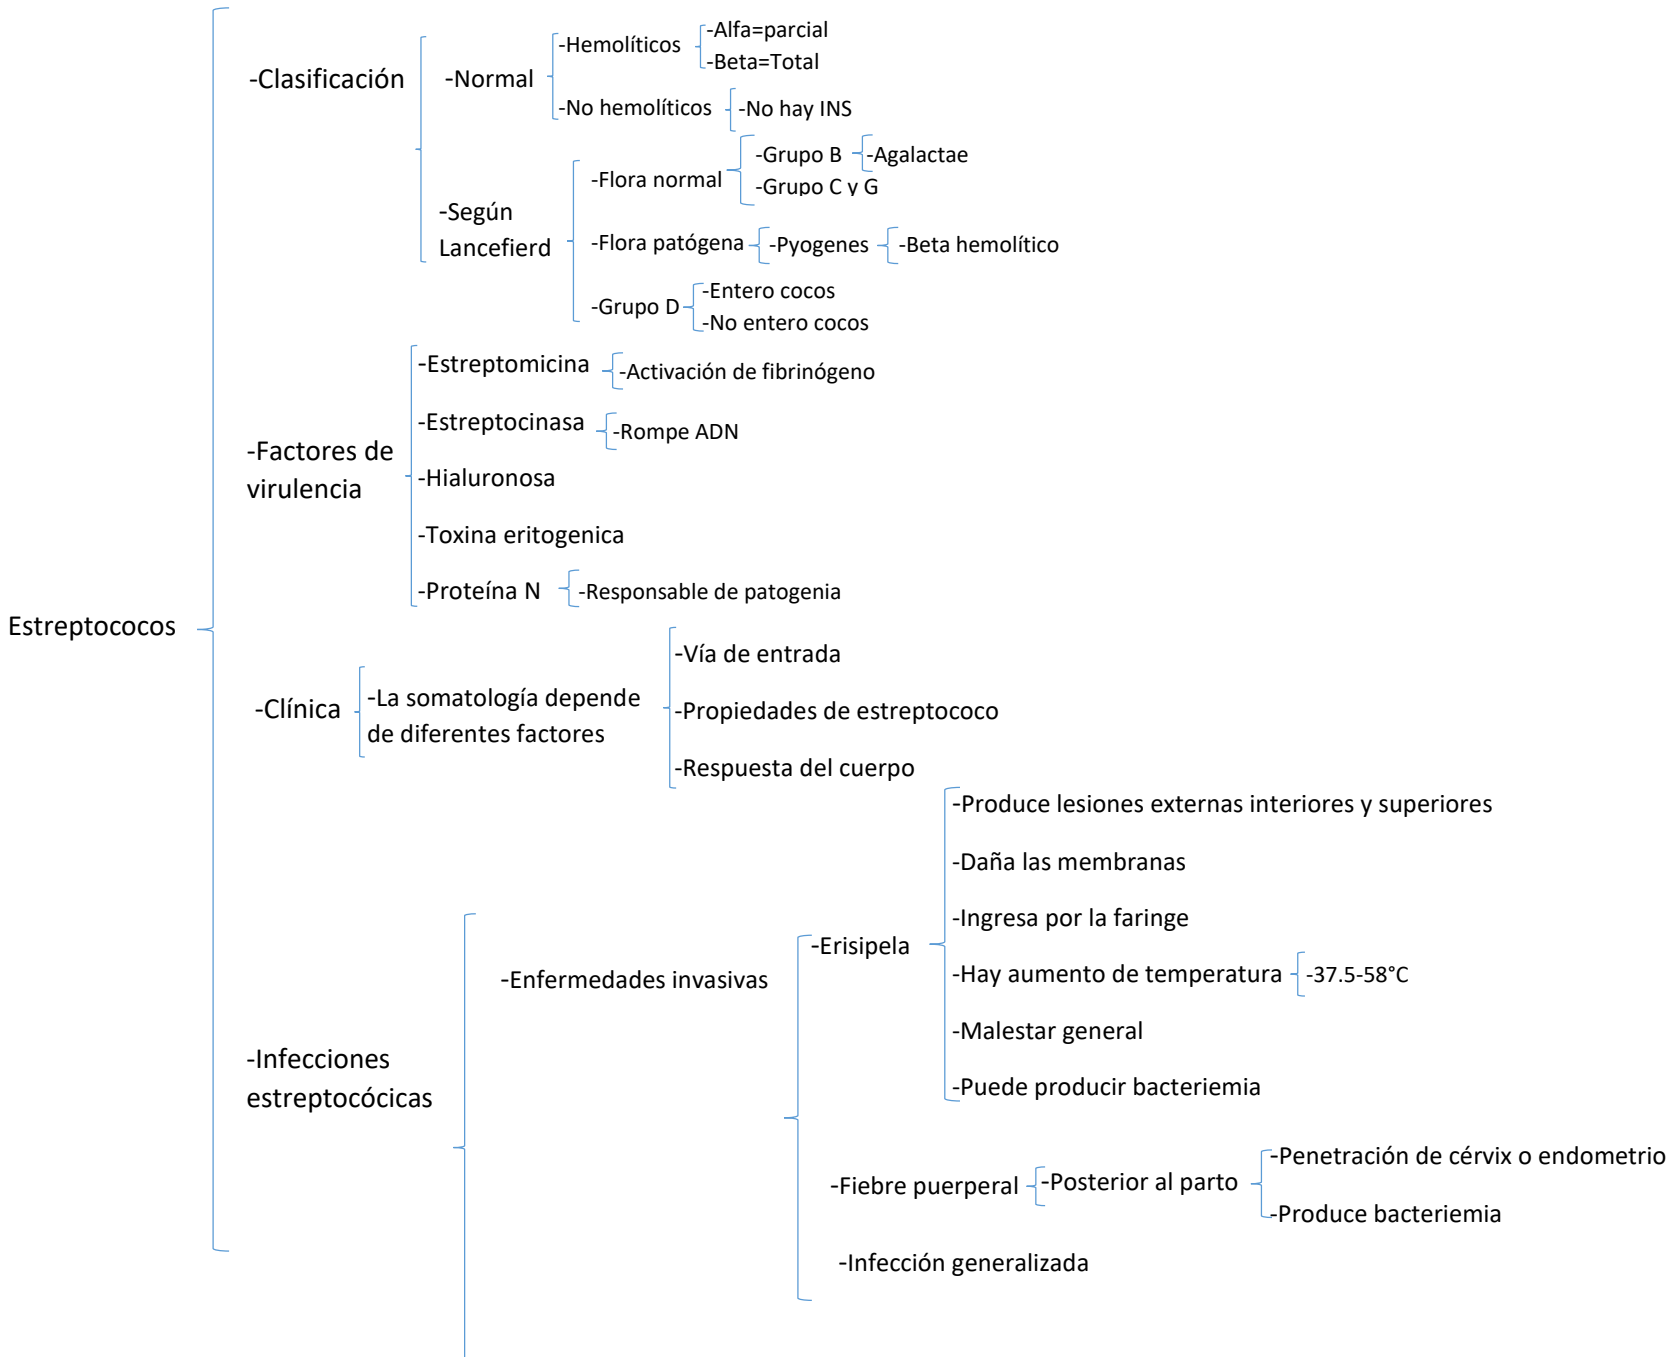 Estreptococos
-Clasificación
-Normal
-Hemolíticos
-Alfa=parcial
-Beta=Total
-No hemolíticos
-No hay INS
-Según
Lancefierd
-Flora normal
-Grupo B
-Agalactae
-Grupo C y G
-Flora patógena
-Pyogenes
-Beta hemolítico
-Grupo D
-Entero cocos
-No entero cocos
-Factores de
virulencia
-Estreptomicina
-Activación de fibrinógeno
-Estreptocinasa
-Rompe ADN
-Hialuronosa
-Toxina eritogenica
-Proteína N
-Responsable de patogenia
-Clínica
-La somatología depende
de diferentes factores
-Vía de entrada
-Propiedades de estreptococo
-Respuesta del cuerpo
-Infecciones
estreptocócicas
-Enfermedades invasivas
-Erisipela
-Produce lesiones externas interiores y superiores
-Daña las membranas
-Ingresa por la faringe
-Hay aumento de temperatura
-37.5-58°C
-Malestar general
-Puede producir bacteriemia
-Fiebre puerperal
-Posterior al parto
-Penetración de cérvix o endometrio
-Produce bacteriemia
-Infección generalizada